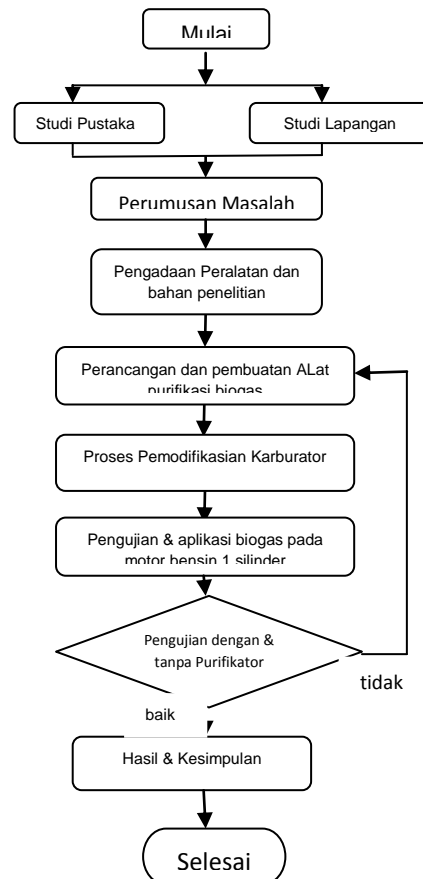 Mulai
Studi Pustaka
Studi Lapangan
Perumusan Masalah
Pengadaan Peralatan dan
bahan penelitian
Perancangan dan pembuatan ALat
purifikasi biogas
Proses Pemodifikasian Karburator
Pengujian & aplikasi biogas pada
motor bensin 1 silinder
Pengujian dengan &
tanpa Purifikator
tidak
baik
Hasil & Kesimpulan
Selesai